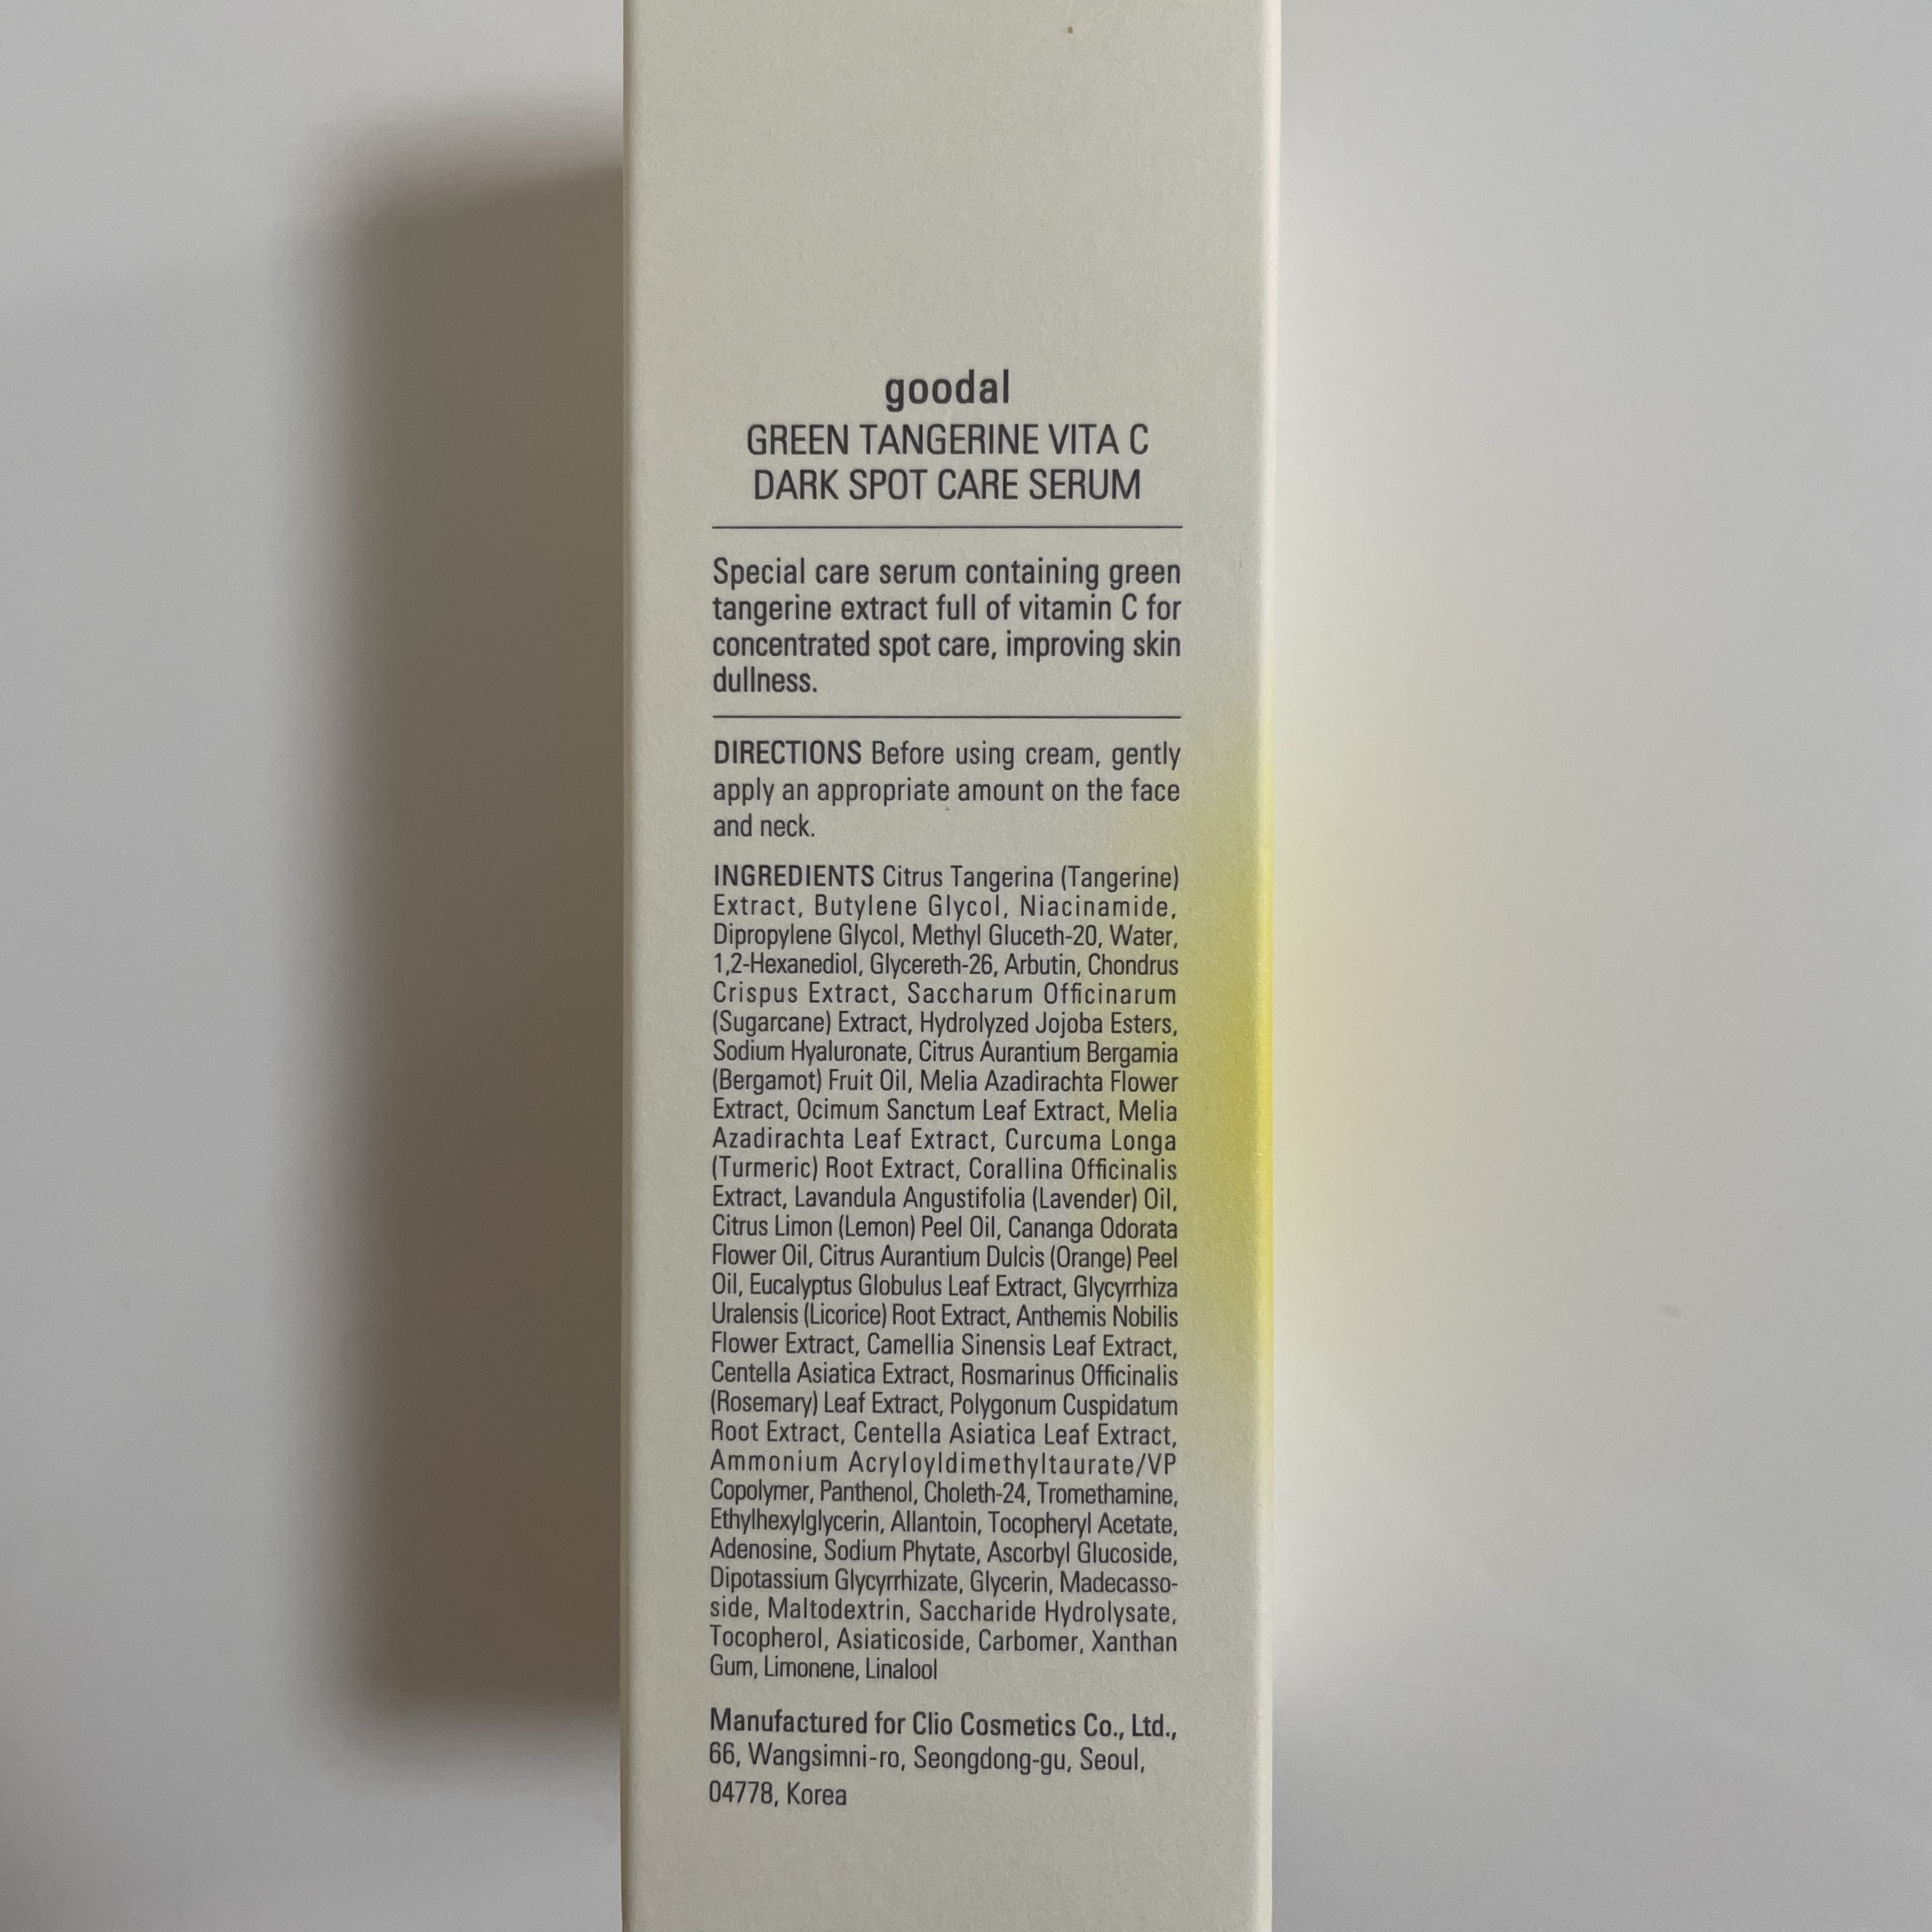 goodal
GREEN TANGERINE VITA C
DARK SPOT CARE SERUM
Special care serum containing green
tangerine extract full of vitamin C for
concentrated spot care, improving skin
dullness.
DIRECTIONS Before using cream, gently
apply an appropriate amount on the face
and neck.
INGREDIENTS Citrus Tangerina (Tangerine)
Extract, Butylene Glycol, Niacinamide,
Dipropylene Glycol, Methyl Gluceth-20, Water,
1,2-Hexanediol, Glycereth-26, Arbutin, Chondrus
Crispus Extract, Saccharum Officinarum
(Sugarcane) Extract, Hydrolyzed Jojoba Esters,
Sodium Hyaluronate, Citrus Aurantium Bergamia
(Bergamot) Fruit Oil, Melia Azadirachta Flower
Extract, Ocimum Sanctum Leaf Extract, Melia
Azadirachta Leaf Extract, Curcuma Longa
(Turmeric) Root Extract, Corallina Officinalis
Extract, Lavandula Angustifolia (Lavender) Oil,
Citrus Limon (Lemon) Peel Oil, Cananga Odorata
Flower Oil, Citrus Aurantium Dulcis (Orange) Peel
Oil, Eucalyptus Globulus Leaf Extract, Glycyrrhiza
Uralensis (Licorice) Root Extract, Anthemis Nobilis
Flower Extract, Camellia Sinensis Leaf Extract,
Centella Asiatica Extract, Rosmarinus Officinalis
(Rosemary) Leaf Extract, Polygonum Cuspidatum
Root Extract, Centella Asiatica Leaf Extract,
Ammonium Acryloyldimethyltaurate/VP
Copolymer, Panthenol, Choleth-24, Tromethamine,
Ethylhexylglycerin, Allantoin, Tocopheryl Acetate,
Adenosine, Sodium Phytate, Ascorbyl Glucoside,
Dipotassium Glycyrrhizate, Glycerin, Madecasso-
side, Maltodextrin, Saccharide Hydrolysate,
Tocopherol, Asiaticoside, Carbomer, Xanthan
Gum, Limonene, Linalool
Manufactured for Clio Cosmetics Co., Ltd.,
66, Wangsimni-ro, Seongdong-gu, Seoul,
04778, Korea